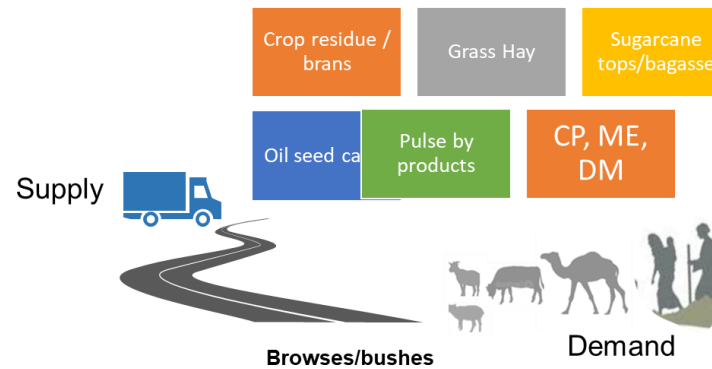 Crop residue /
brans
Grass Hay
Sugarcane
tops/bagasse
Oil seed ca
Pulse by
products
CP, ME,
DM
Supply
Browses/bushes
Demand